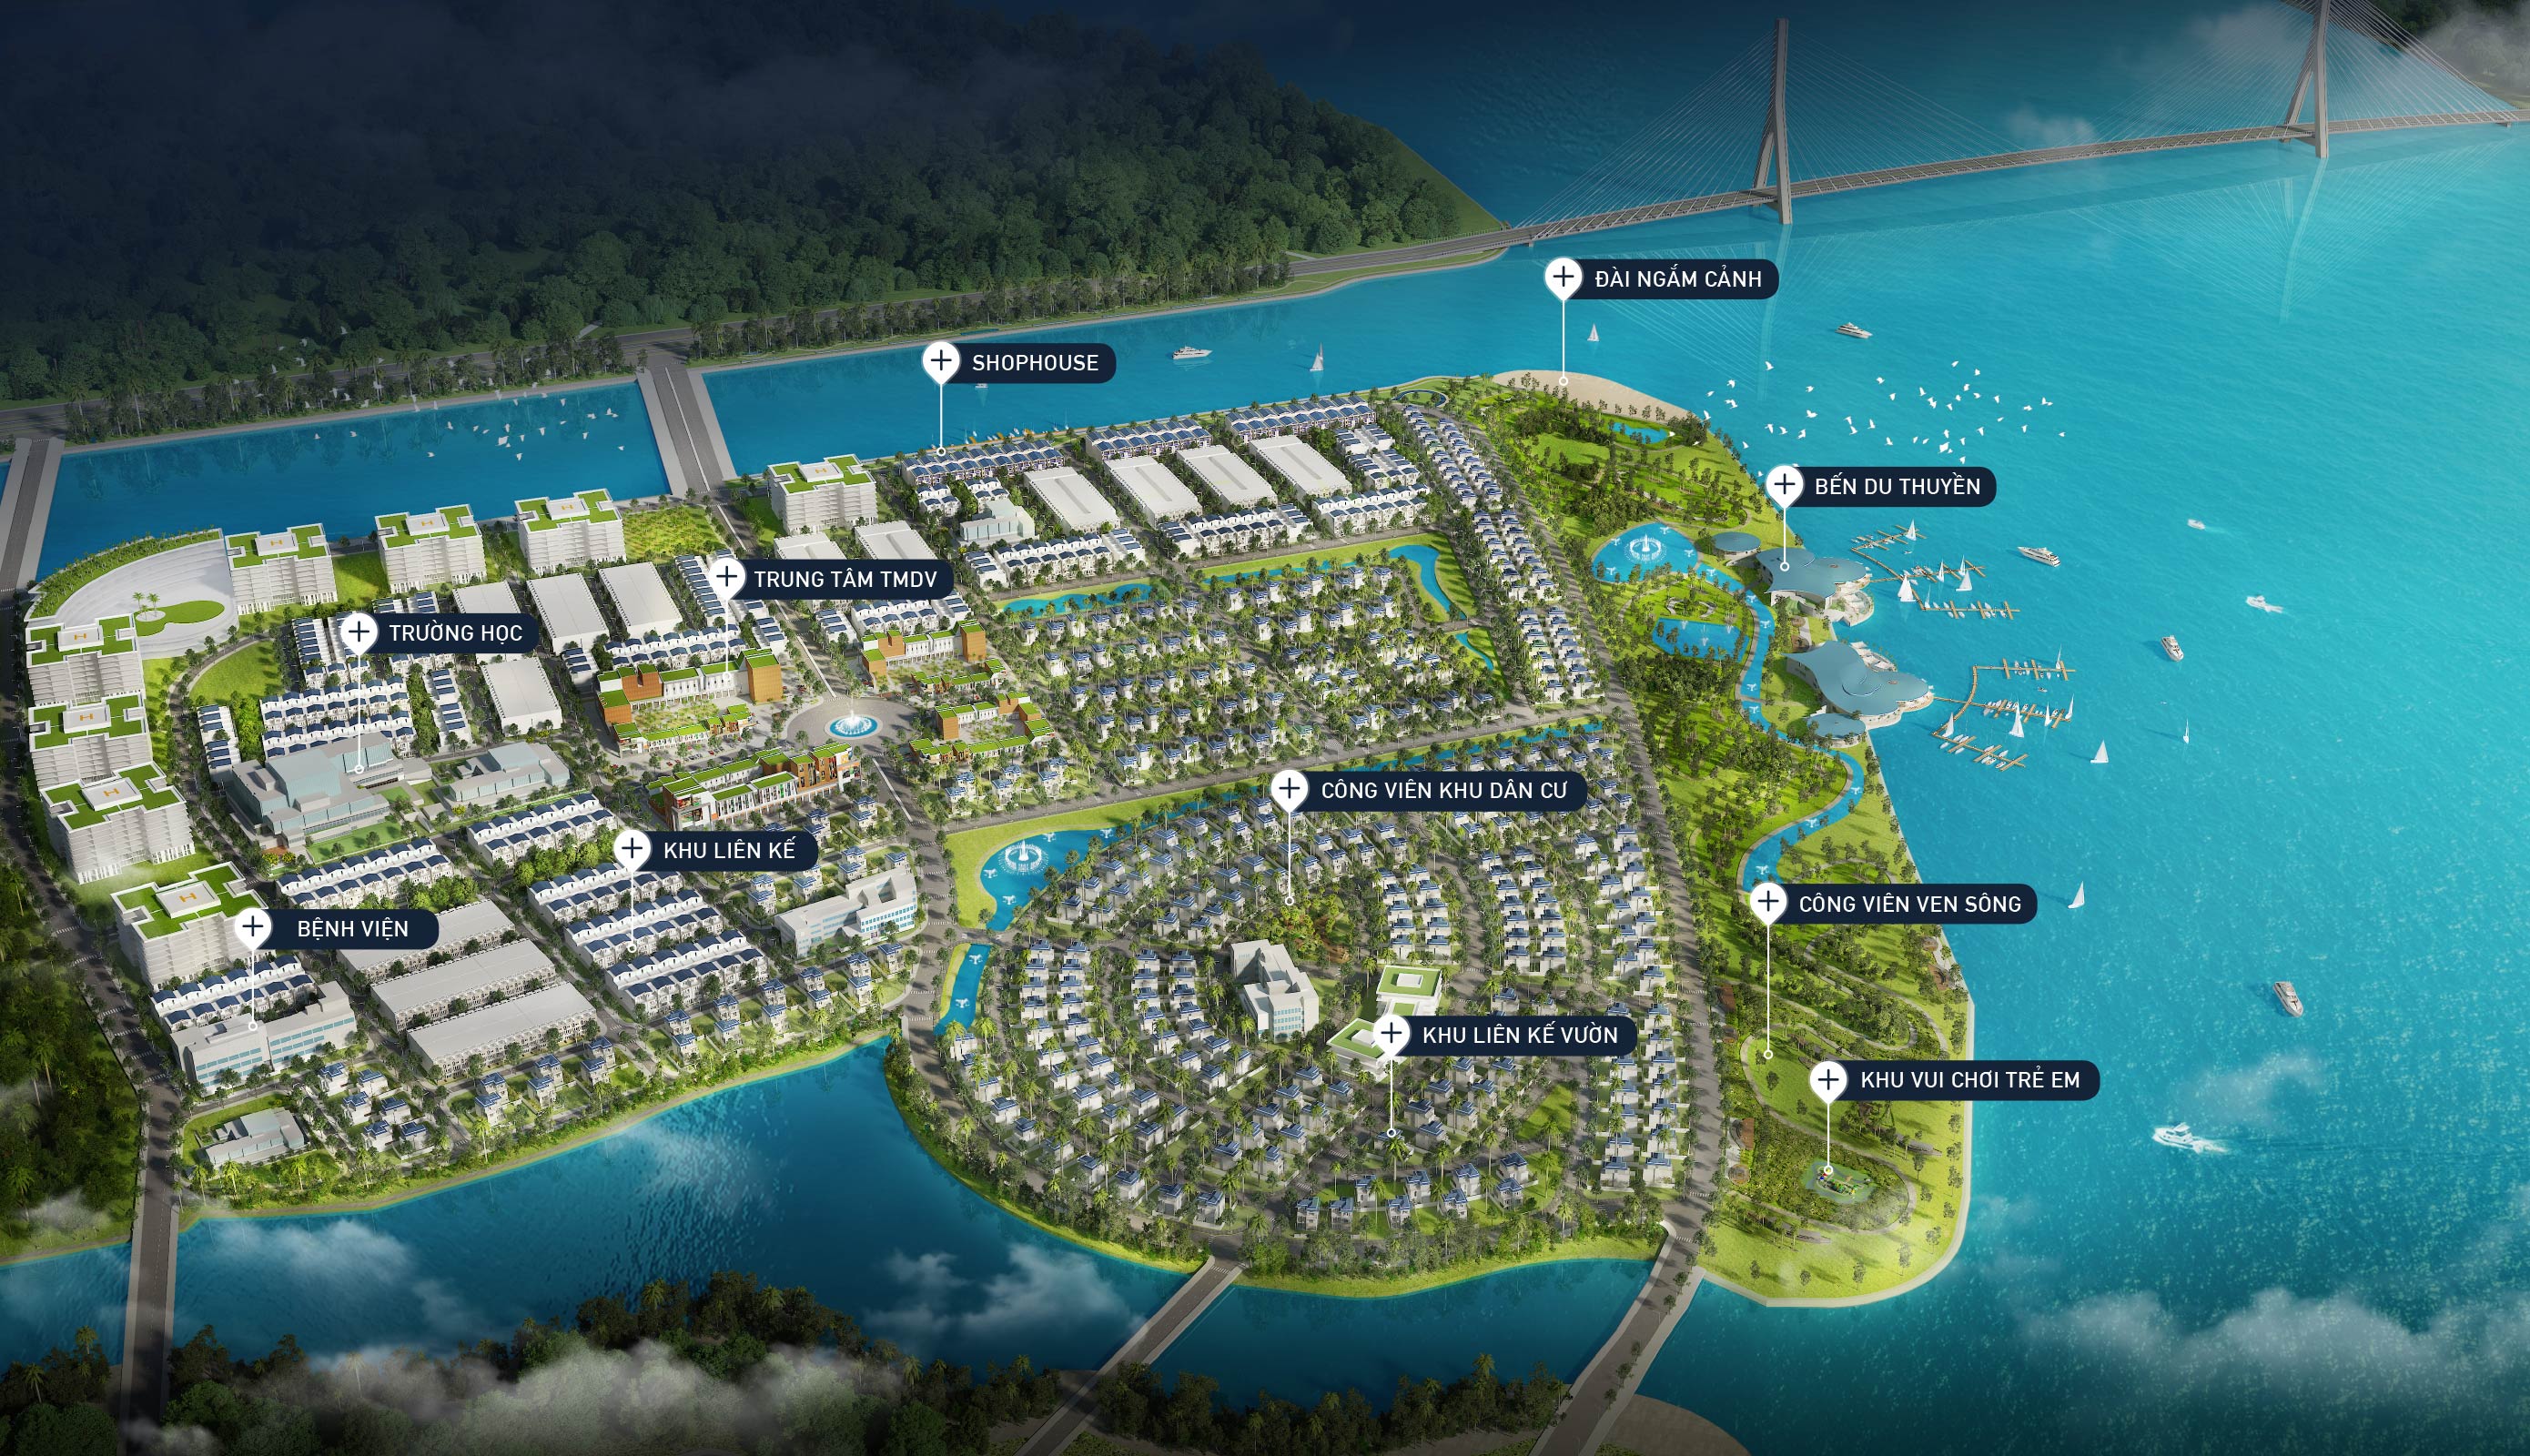 ĐÀI NGẮM CẢNH
SHOPHOUSE
BẾN DU THUYỀN
TRUNG TÂM TMDV
TRƯỜNG HỌC
CÔNG VIÊN KHU DÂN CƯ
KHU LIÊN KẾ
CÔNG VIÊN VEN SÔNG
BỆNH VIỆN
KHU LIÊN KẾ VƯỜN
KHU VUI CHƠI TRẺ EM